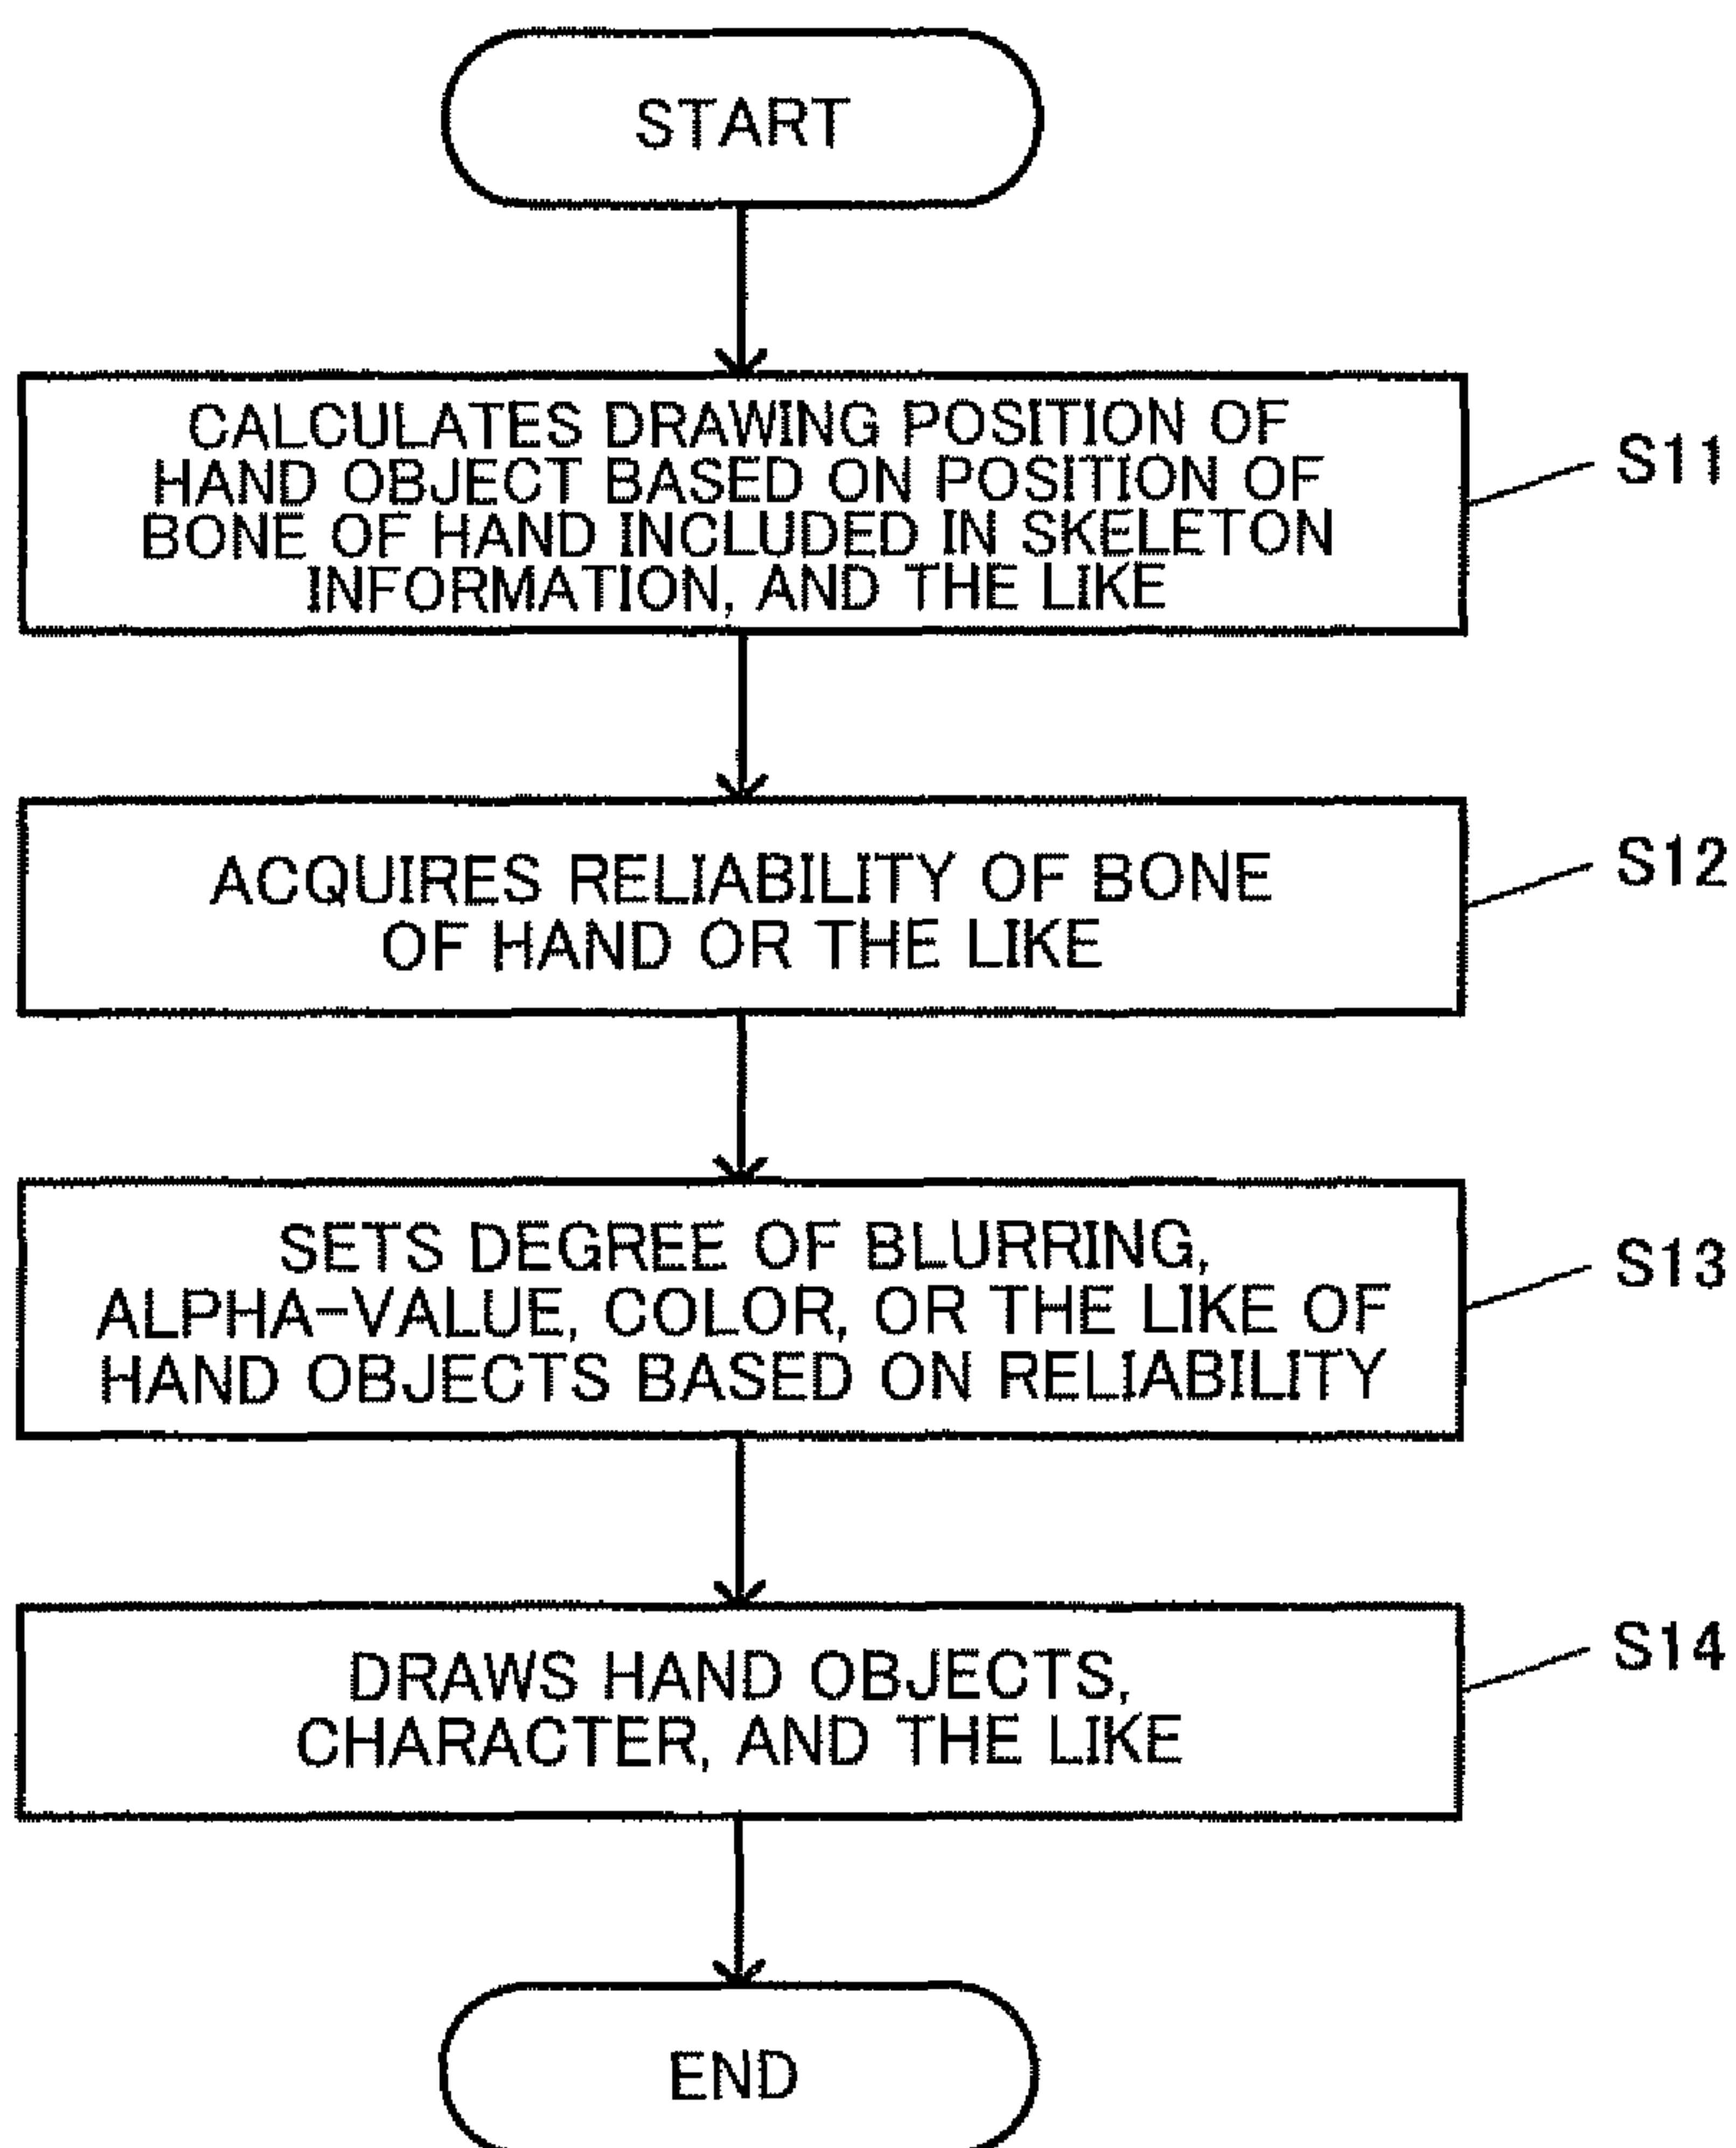 START
CALCULATES DRAWING POSITION OF
HAND OBJECT BASED ON POSITION OF
BONE OF HAND INCLUDED IN SKELETON
INFORMATION, AND THE LIKE
S11
ACQUIRES RELIABILITY OF BONE
OF HAND OR THE LIKE
S12
SETS DEGREE OF BLURRING,
ALPHA-VALUE, COLOR, OR THE LIKE OF
HAND OBJECTS BASED ON RELIABILITY
S13
DRAWS HAND OBJECTS,
CHARACTER, AND THE LIKE
S14
END